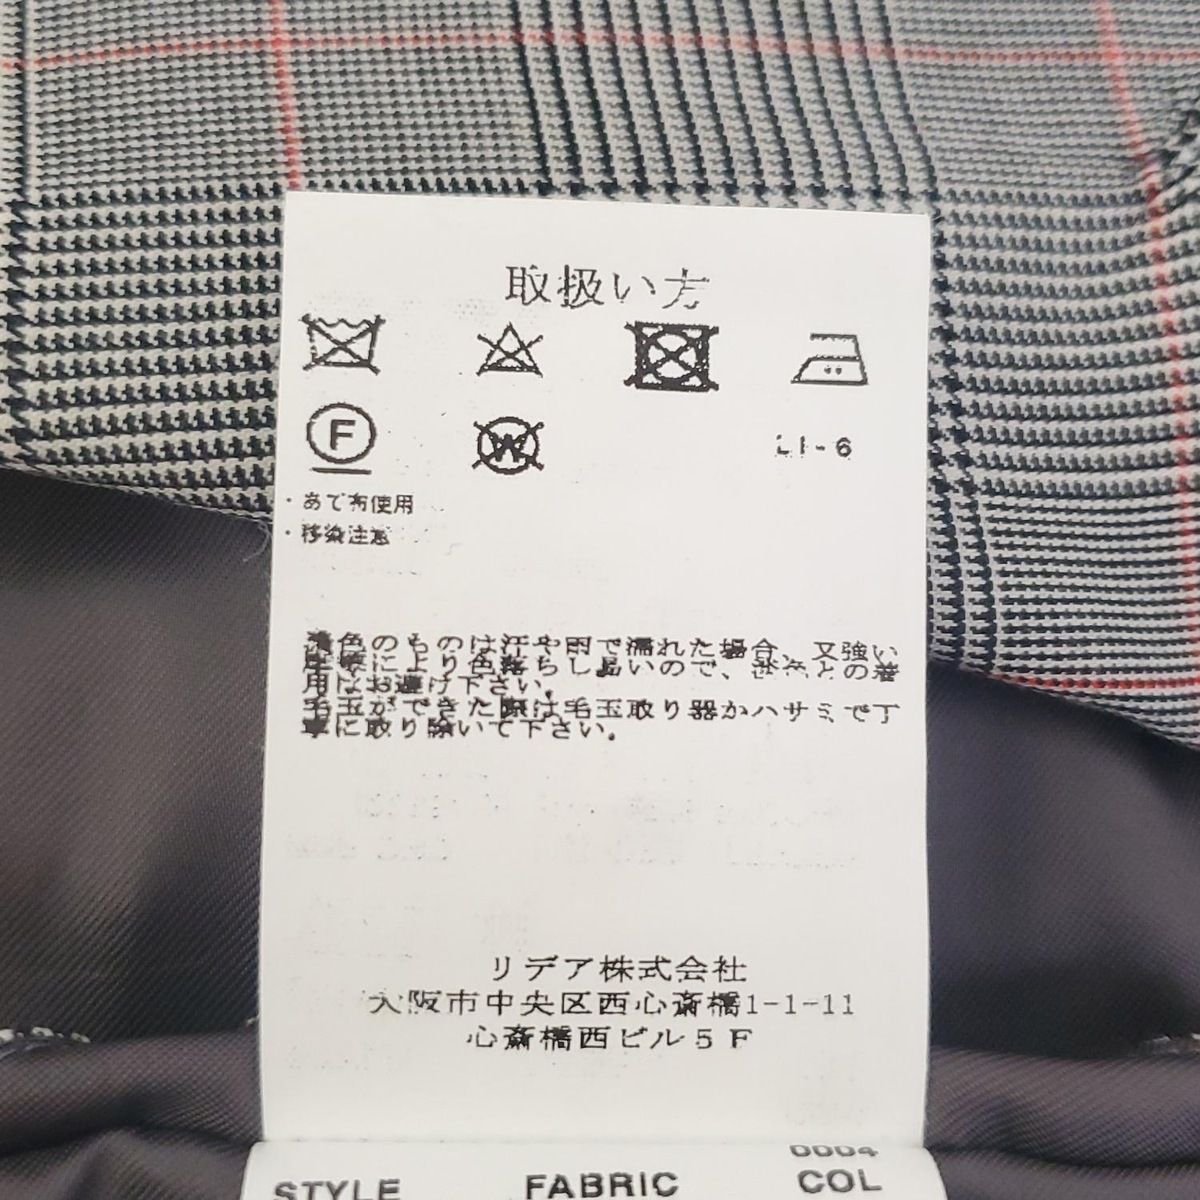 取扱い方
F
W
LI-6
・あて布使用
・移染注意
濃色のものは汗や雨で濡れた場合、又強い
摩擦により色落ちし易いので、淡色との着
用はお避け下さい。
毛玉ができた際は毛玉取り器かハサミで丁
寧に取り除いて下さい。
リデア株式会社
大阪市中央区西心斎橋1-1-11
心斎橋西ビル5F
0004
STYLE FABRIC COL